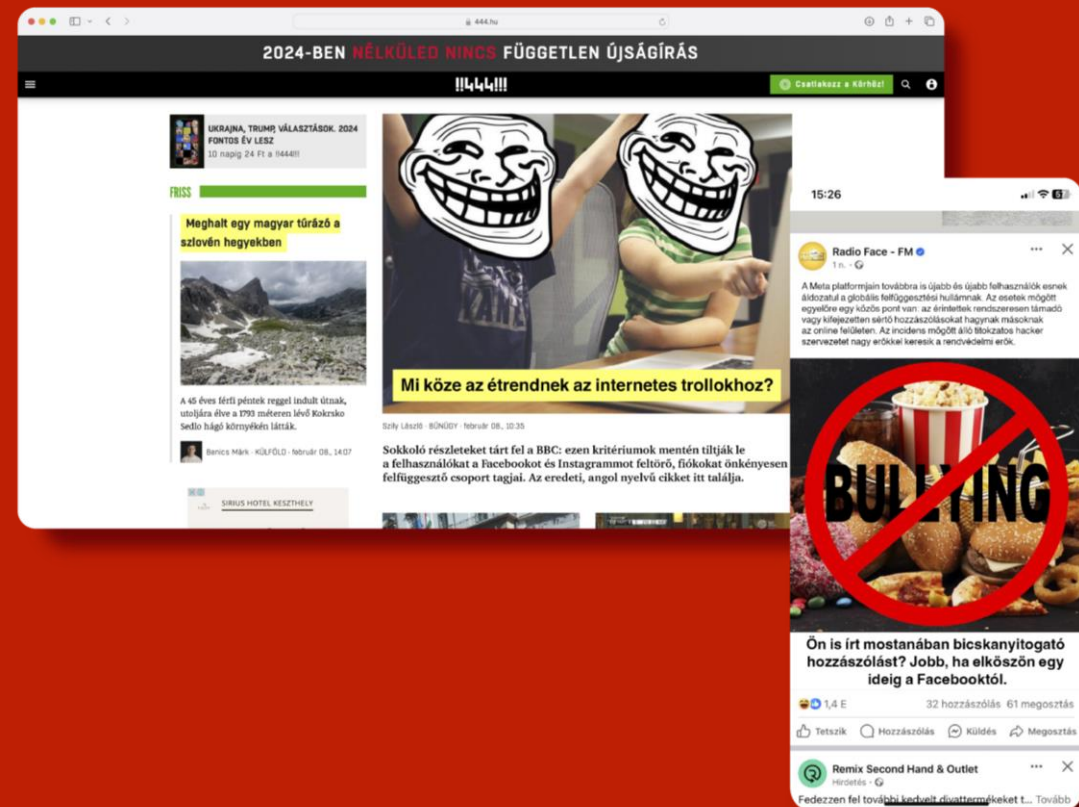 444.hu
2024-BEN NÉLKÜLED NINCS FÜGGETLEN ÚJSÁGÍRÁS
!!444!!!
Csatlakozz a Körhöz!
UKRAJNA, TRUMP, VÁLASZTÁSOK. 2024
FONTOS ÉV LESZ
10 napig 24 Ft a !!444!!!
FRISS
Meghalt egy magyar túrázó a
szlovén hegyekben
A 45 éves férfi péntek reggel indult útnak,
utoljára élve a 1793 méteren lévő Kokrsko
Sedlo hágó környékén látták.
Benics Márk · KÜLFÖLD · február 08., 14:07
SIRIUS HOTEL KESZTHELY
Mi köze az étrendnek az internetes trollokhoz?
Szily László · BŰNÜGY · február 08., 10:35
Sokkoló részleteket tárt fel a BBC: ezen kritériumok mentén tiltják le
a felhasználókat a Facebookot és Instagrammot feltörő, fiókokat önkényesen
felfüggesztő csoport tagjai. Az eredeti, angol nyelvű cikket itt találja.
15:26
Radio Face - FM
1 n.
A Meta platformjain továbbra is újabb és újabb felhasználók esnek
áldozatul a globális felfüggesztési hullámnak. Az esetek mögött
egyelőre egy közös pont van: az érintettek rendszeresen támadó
vagy kifejezetten sértő hozzászólásokat hagynak másoknak
az online felületen. Az incidens mögött álló titokzatos hacker
szervezetet nagy erőkkel keresik a rendvédelmi erők.
BULLYING
Ön is írt mostanában bicskanyitogató
hozzászólást? Jobb, ha elköszön egy
ideig a Facebooktól.
1,4 E
32 hozzászólás 61 megosztás
Tetszik Hozzászólás Küldés Megosztás
Remix Second Hand & Outlet
Hirdetés
Fedezzen fel további kedvelt divattermékeket t... Tovább